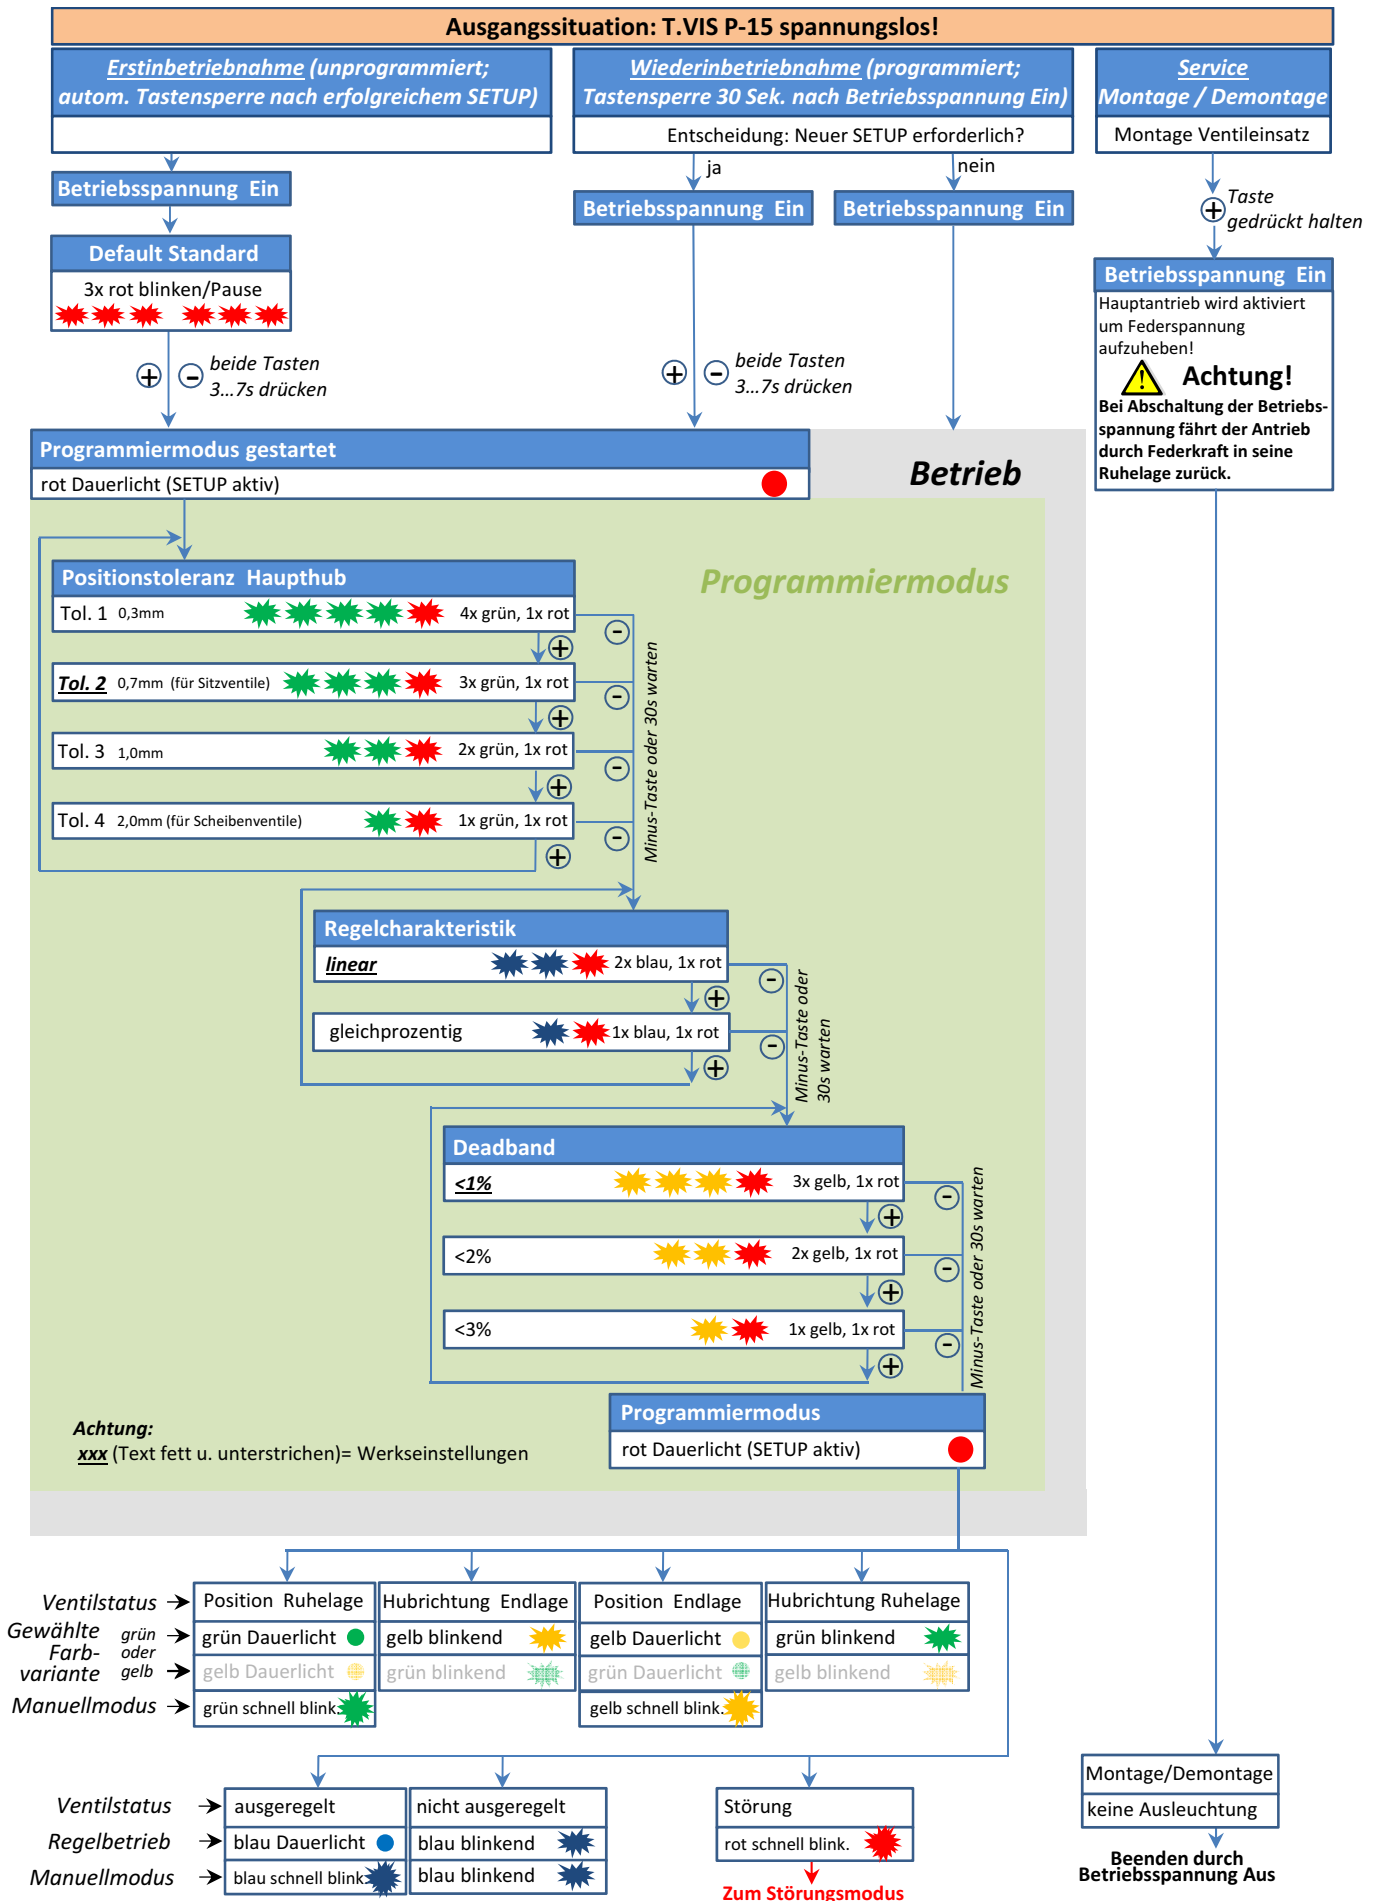 Ausgangssituation: T.VIS P-15 spannungslos!
Erstinbetriebnahme (unprogrammiert;
autom. Tastensperre nach erfolgreichem SETUP)
Wiederinbetriebnahme (programmiert;
Tastensperre 30 Sek. nach Betriebsspannung Ein)
Entscheidung: Neuer SETUP erforderlich?
Service
Montage / Demontage
Montage Ventileinsatz
ja
nein
Betriebsspannung Ein
Betriebsspannung Ein
Betriebsspannung Ein
+ Taste
gedrückt halten
Default Standard
3x rot blinken/Pause
Betriebsspannung Ein
Hauptantrieb wird aktiviert
um Federspannung
aufzuheben!
! Achtung!
Bei Abschaltung der Betriebs-
spannung fährt der Antrieb
durch Federkraft in seine
Ruhelage zurück.
+ - beide Tasten
3...7s drücken
+ - beide Tasten
3...7s drücken
Programmiermodus gestartet
rot Dauerlicht (SETUP aktiv)
Betrieb
Programmiermodus
Positionstoleranz Haupthub
Tol. 1 0,3mm 4x grün, 1x rot
-
+
Tol. 2 0,7mm (für Sitzventile) 3x grün, 1x rot
-
+
Tol. 3 1,0mm 2x grün, 1x rot
-
+
Tol. 4 2,0mm (für Scheibenventile) 1x grün, 1x rot
-
+
Minus-Taste oder 30s warten
Regelcharakteristik
linear 2x blau, 1x rot
-
+
gleichprozentig 1x blau, 1x rot
-
+
Minus-Taste oder
30s warten
Deadband
<1% 3x gelb, 1x rot
-
+
<2% 2x gelb, 1x rot
-
+
<3% 1x gelb, 1x rot
-
+
Minus-Taste oder 30s warten
Programmiermodus
rot Dauerlicht (SETUP aktiv)
Achtung:
xxx (Text fett u. unterstrichen)= Werkseinstellungen
Ventilstatus
Position Ruhelage
Hubrichtung Endlage
Position Endlage
Hubrichtung Ruhelage
Gewählte
Farb-
variante
grün
oder
gelb
grün Dauerlicht
gelb blinkend
gelb Dauerlicht
grün blinkend
gelb Dauerlicht
grün blinkend
grün Dauerlicht
gelb blinkend
Manuellmodus
grün schnell blink.
gelb schnell blink.
Ventilstatus
ausgeregelt
nicht ausgeregelt
Störung
Regelbetrieb
blau Dauerlicht
blau blinkend
rot schnell blink.
Manuellmodus
blau schnell blink.
blau blinkend
Zum Störungsmodus
Montage/Demontage
keine Ausleuchtung
Beenden durch
Betriebsspannung Aus